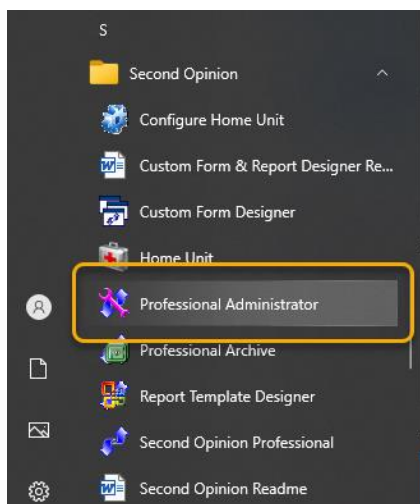 S
Second Opinion
Configure Home Unit
Custom Form & Report Designer Re...
Custom Form Designer
Home Unit
Professional Administrator
Professional Archive
Report Template Designer
Second Opinion Professional
Second Opinion Readme